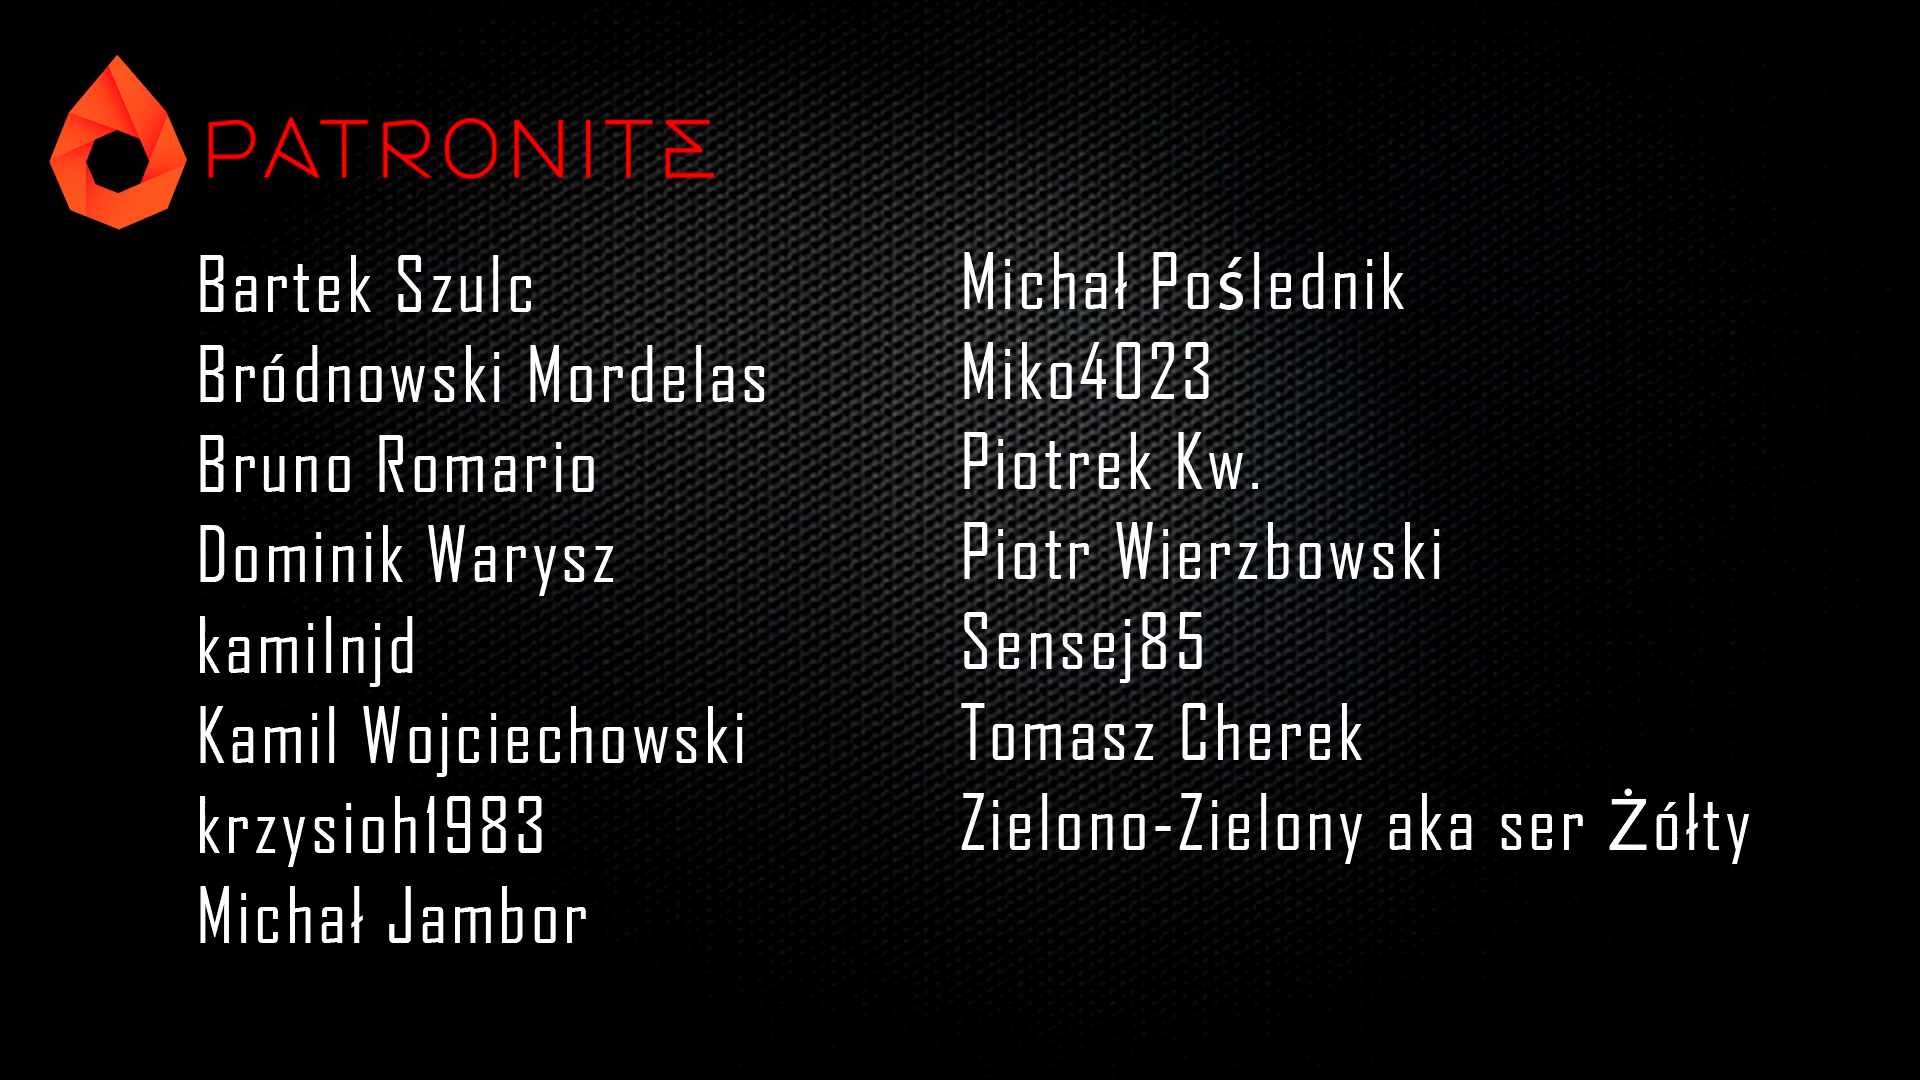 PATRONITE
Bartek Szulc
Bródnowski Mordelas
Bruno Romario
Dominik Warysz
kamilnjd
Kamil Wojciechowski
krzysioh1983
Michał Jambor
Michał Poślednik
Miko4023
Piotrek Kw.
Piotr Wierzbowski
Sensej85
Tomasz Cherek
Zielono-Zielony aka ser Żółty